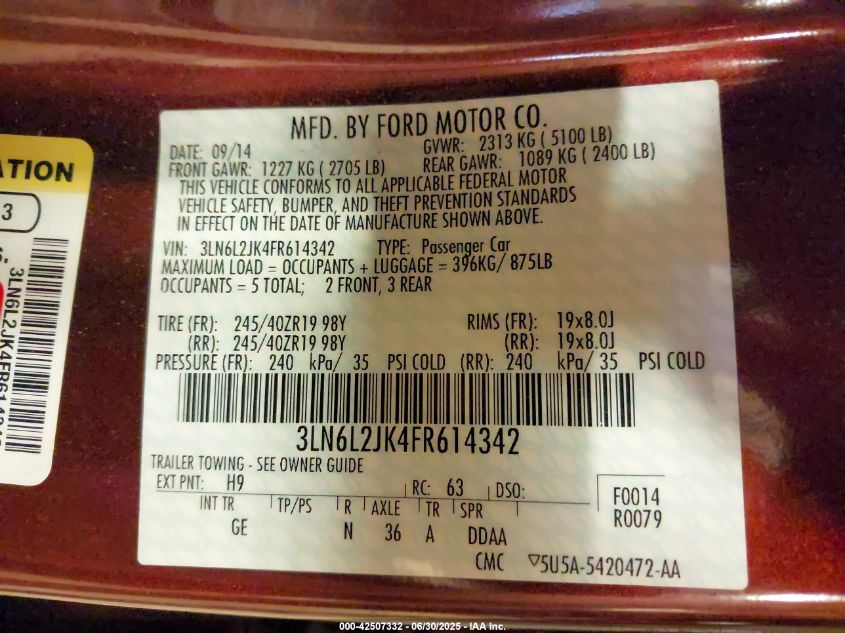 ATION
3
3LN6L2JK4FR614342
MFD. BY FORD MOTOR CO.
DATE: 09/14 GVWR: 2313 KG ( 5100 LB)
FRONT GAWR: 1227 KG ( 2705 LB) REAR GAWR: 1089 KG ( 2400 LB)
THIS VEHICLE CONFORMS TO ALL APPLICABLE FEDERAL MOTOR
VEHICLE SAFETY, BUMPER, AND THEFT PREVENTION STANDARDS
IN EFFECT ON THE DATE OF MANUFACTURE SHOWN ABOVE.
VIN: 3LN6L2JK4FR614342 TYPE: Passenger Car
MAXIMUM LOAD = OCCUPANTS + LUGGAGE = 396KG/ 875LB
OCCUPANTS = 5 TOTAL; 2 FRONT, 3 REAR
TIRE (FR): 245/40ZR19 98Y RIMS (FR): 19x8.0J
(RR): 245/40ZR19 98Y (RR): 19x8.0J
PRESSURE (FR): 240 kPa/ 35 PSI COLD (RR): 240 kPa/ 35 PSI COLD
3LN6L2JK4FR614342
TRAILER TOWING - SEE OWNER GUIDE
EXT PNT: H9 RC: 63 DSO:
INT TR TP/PS R AXLE TR SPR
GE N 36 A DDAA
F0014
R0079
CMC ▽5U5A-5420472-AA
000-42507332 - 06/30/2025 - IAA Inc.